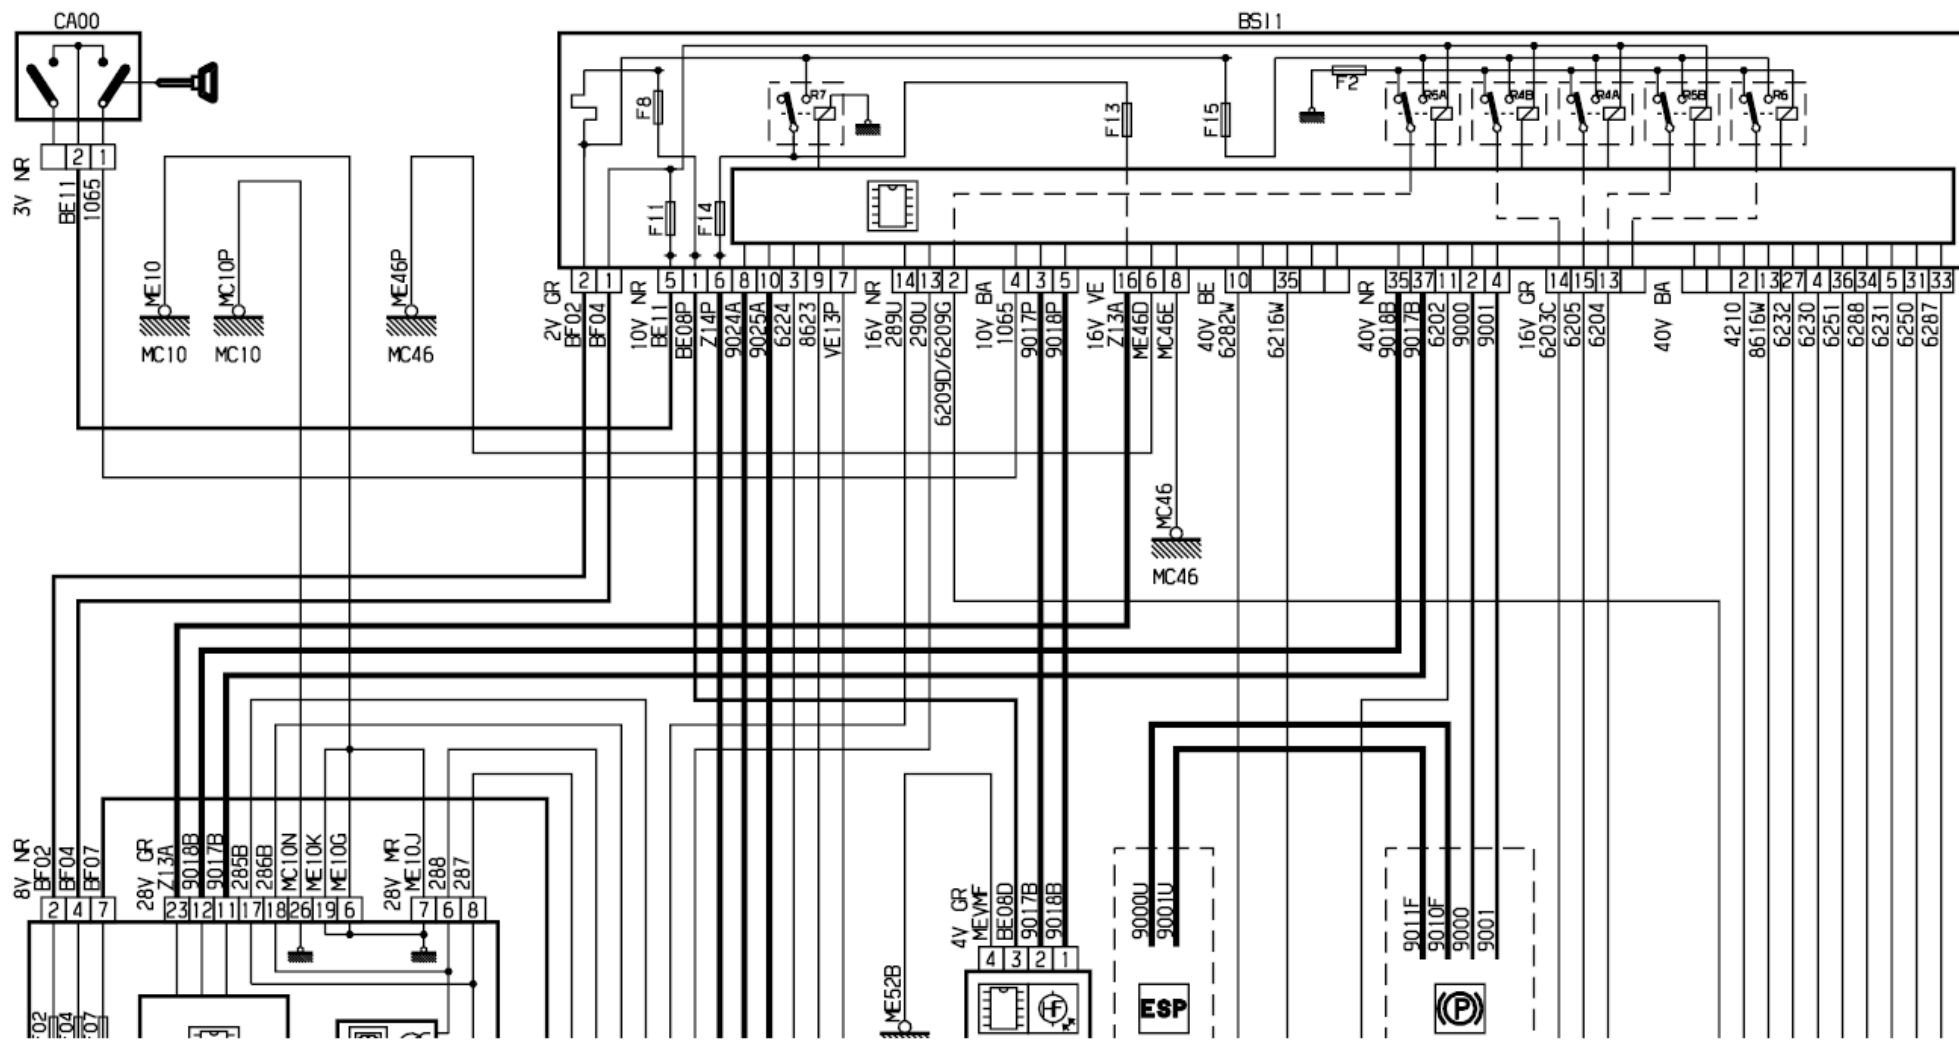 CA00
BSI1
F2
F8
R7
F13
F15
R5A
R4B
R4A
R5B
R6
2 1
3V NR
BE11
1065
F11
F14
ME10
MC10P
ME46P
MC10
MC10
MC46
2 1
5 1 6 8 10 3 9 7
14 13 2
4 3 5
16 6 8
10 35
35 37 11 2 4
14 15 13
2 13 27 4 36 34 5 31 33
2V GR
BF02
BF04
10V NR
BE11
BE08P
Z14P
9024A
9025A
6224
8623
VE13P
16V NR
289U
290U
6209D/6209G
10V BA
1065
9017P
9018P
16V VE
Z13A
ME46D
MC46E
40V BE
6282W
6216W
40V NR
9018B
9017B
6202
9000
9001
16V GR
6203C
6205
6204
40V BA
4210
8616W
6232
6230
6251
6288
6231
6250
6287
MC46
MC46
8V NR
BF02
BF04
BF07
28V GR
Z13A
9018B
9017B
285B
286B
MC10N
ME10K
ME10G
28V MR
ME10J
288
287
2 4 7
23 12 11 17 18 26 19 6
7 6 8
4V GR
MEVMF
BE08D
9017B
9018B
4 3 2 1
9000U
9001U
9011F
9010F
9000
9001
ME52B
HF
ESP
(P)
F02
F04
F07